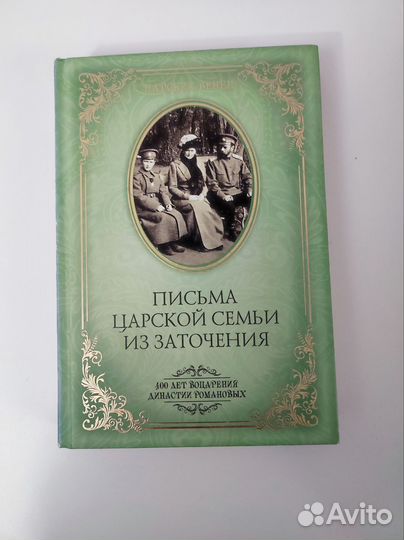 ПИСЬМА
ЦАРСКОЙ СЕМЬИ
ИЗ ЗАТОЧЕНИЯ
400 ЛЕТ ВОЦАРЕНИЯ
ДИНАСТИИ РОМАНОВЫХ
Avito